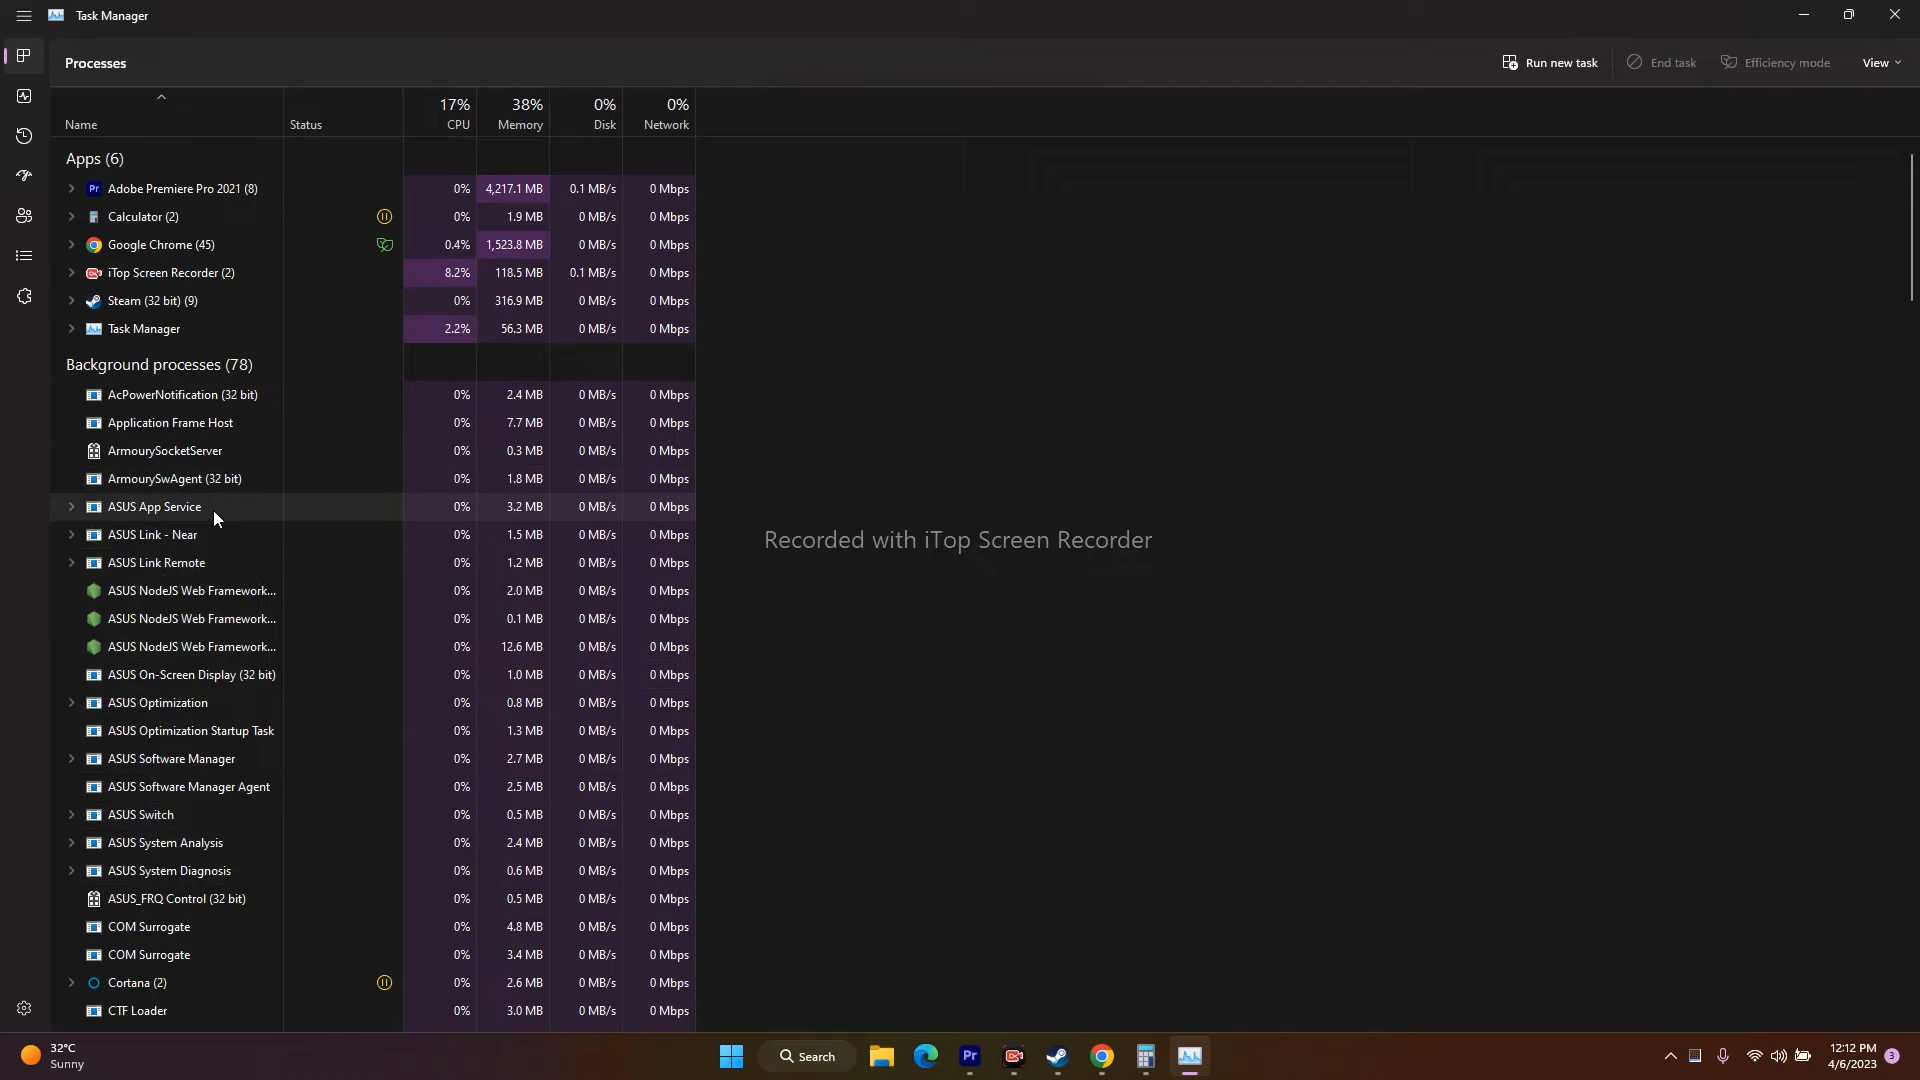 Task Manager
Processes
Run new task
End task
Efficiency mode
View
17% 38% 0% 0%
Name Status CPU Memory Disk Network
Apps (6)
Pr Adobe Premiere Pro 2021 (8) 0% 4,217.1 MB 0.1 MB/s 0 Mbps
Calculator (2) 0% 1.9 MB 0 MB/s 0 Mbps
Google Chrome (45) 0.4% 1,523.8 MB 0 MB/s 0 Mbps
iTop Screen Recorder (2) 8.2% 118.5 MB 0.1 MB/s 0 Mbps
Steam (32 bit) (9) 0% 316.9 MB 0 MB/s 0 Mbps
Task Manager 2.2% 56.3 MB 0 MB/s 0 Mbps
Background processes (78)
AcPowerNotification (32 bit) 0% 2.4 MB 0 MB/s 0 Mbps
Application Frame Host 0% 7.7 MB 0 MB/s 0 Mbps
ArmourySocketServer 0% 0.3 MB 0 MB/s 0 Mbps
ArmourySwAgent (32 bit) 0% 1.8 MB 0 MB/s 0 Mbps
ASUS App Service 0% 3.2 MB 0 MB/s 0 Mbps
ASUS Link - Near 0% 1.5 MB 0 MB/s 0 Mbps
Recorded with iTop Screen Recorder
ASUS Link Remote 0% 1.2 MB 0 MB/s 0 Mbps
ASUS NodeJS Web Framework... 0% 2.0 MB 0 MB/s 0 Mbps
ASUS NodeJS Web Framework... 0% 0.1 MB 0 MB/s 0 Mbps
ASUS NodeJS Web Framework... 0% 12.6 MB 0 MB/s 0 Mbps
ASUS On-Screen Display (32 bit) 0% 1.0 MB 0 MB/s 0 Mbps
ASUS Optimization 0% 0.8 MB 0 MB/s 0 Mbps
ASUS Optimization Startup Task 0% 1.3 MB 0 MB/s 0 Mbps
ASUS Software Manager 0% 2.7 MB 0 MB/s 0 Mbps
ASUS Software Manager Agent 0% 2.5 MB 0 MB/s 0 Mbps
ASUS Switch 0% 0.5 MB 0 MB/s 0 Mbps
ASUS System Analysis 0% 2.4 MB 0 MB/s 0 Mbps
ASUS System Diagnosis 0% 0.6 MB 0 MB/s 0 Mbps
ASUS_FRQ Control (32 bit) 0% 0.5 MB 0 MB/s 0 Mbps
COM Surrogate 0% 4.8 MB 0 MB/s 0 Mbps
COM Surrogate 0% 3.4 MB 0 MB/s 0 Mbps
Cortana (2) 0% 2.6 MB 0 MB/s 0 Mbps
CTF Loader 0% 3.0 MB 0 MB/s 0 Mbps
32°C
Sunny
Search
Pr
12:12 PM
4/6/2023
3